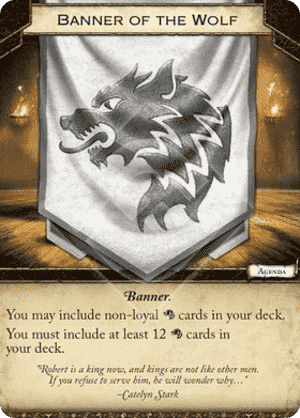 BANNER OF THE WOLF
AGENDA
Banner.
You may include non-loyal cards in your deck.
You must include at least 12 cards in
your deck.
"Robert is a king now, and kings are not like other men.
If you refuse to serve him, he will wonder why…"
–Catelyn Stark